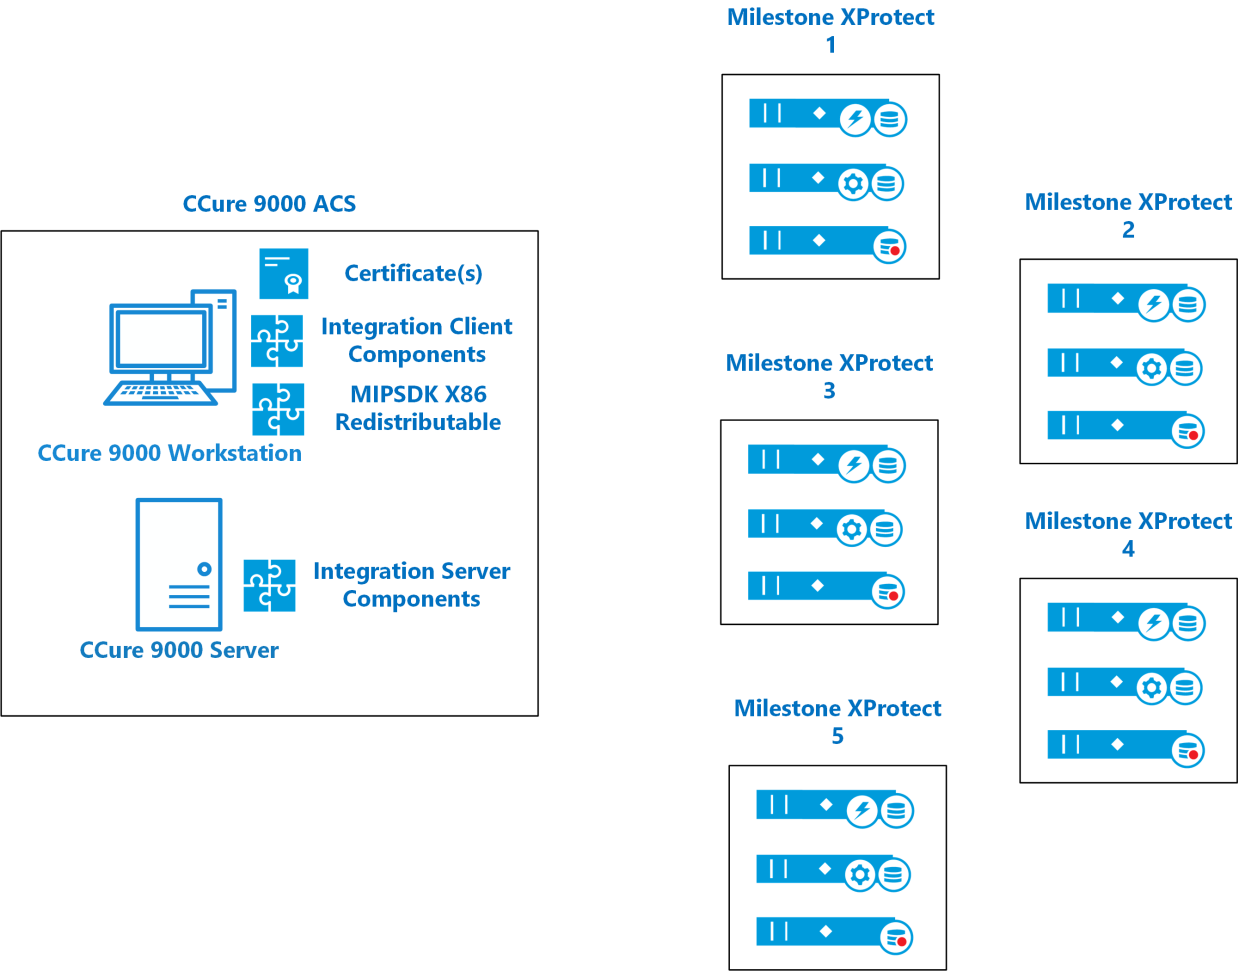 CCure 9000 ACS
Certificate(s)
Integration Client
Components
MIPSDK X86
Redistributable
CCure 9000 Workstation
Integration Server
Components
CCure 9000 Server
Milestone XProtect
1
Milestone XProtect
2
Milestone XProtect
3
Milestone XProtect
4
Milestone XProtect
5